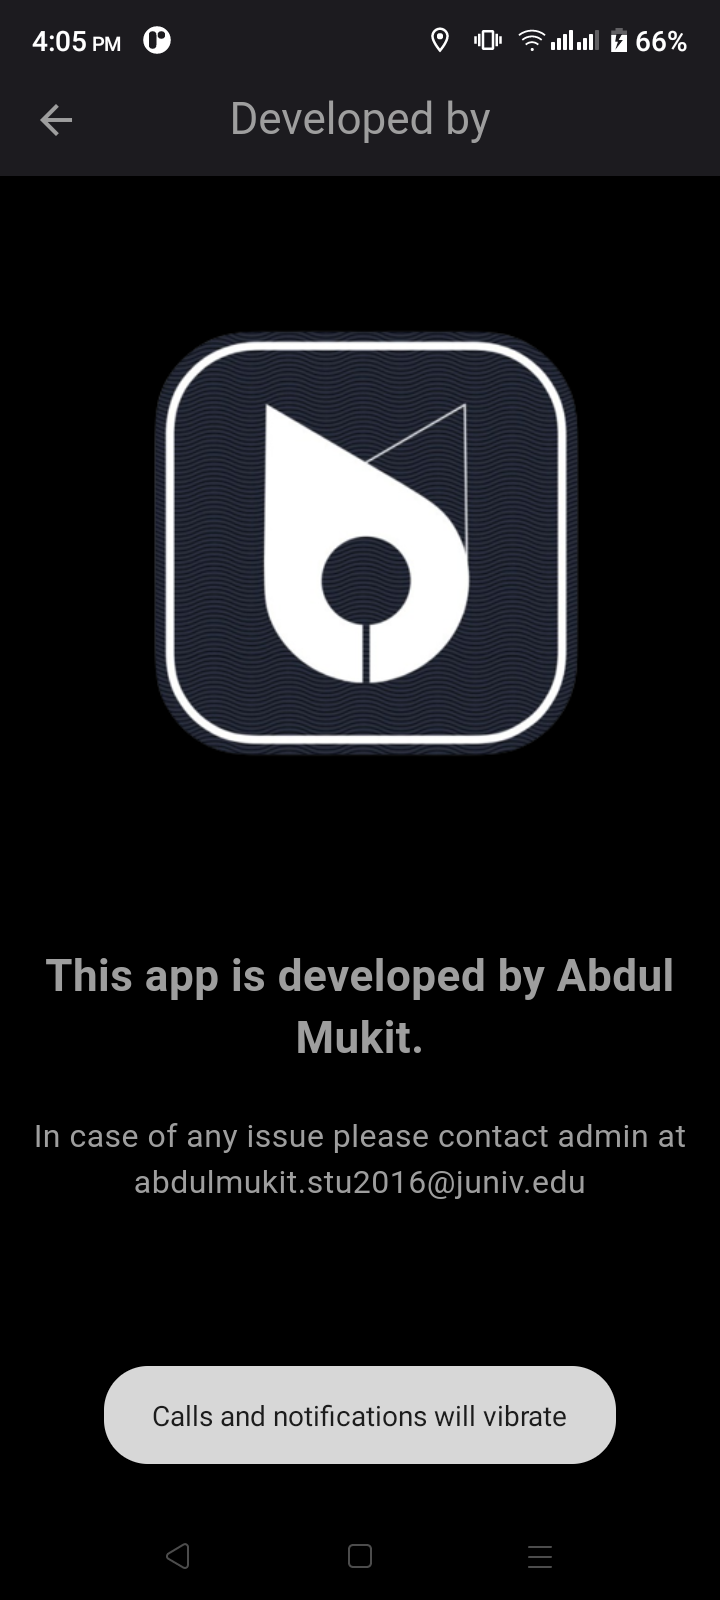 4:05 PM
66%
Developed by
This app is developed by Abdul
Mukit.
In case of any issue please contact admin at
abdulmukit.stu2016@juniv.edu
Calls and notifications will vibrate